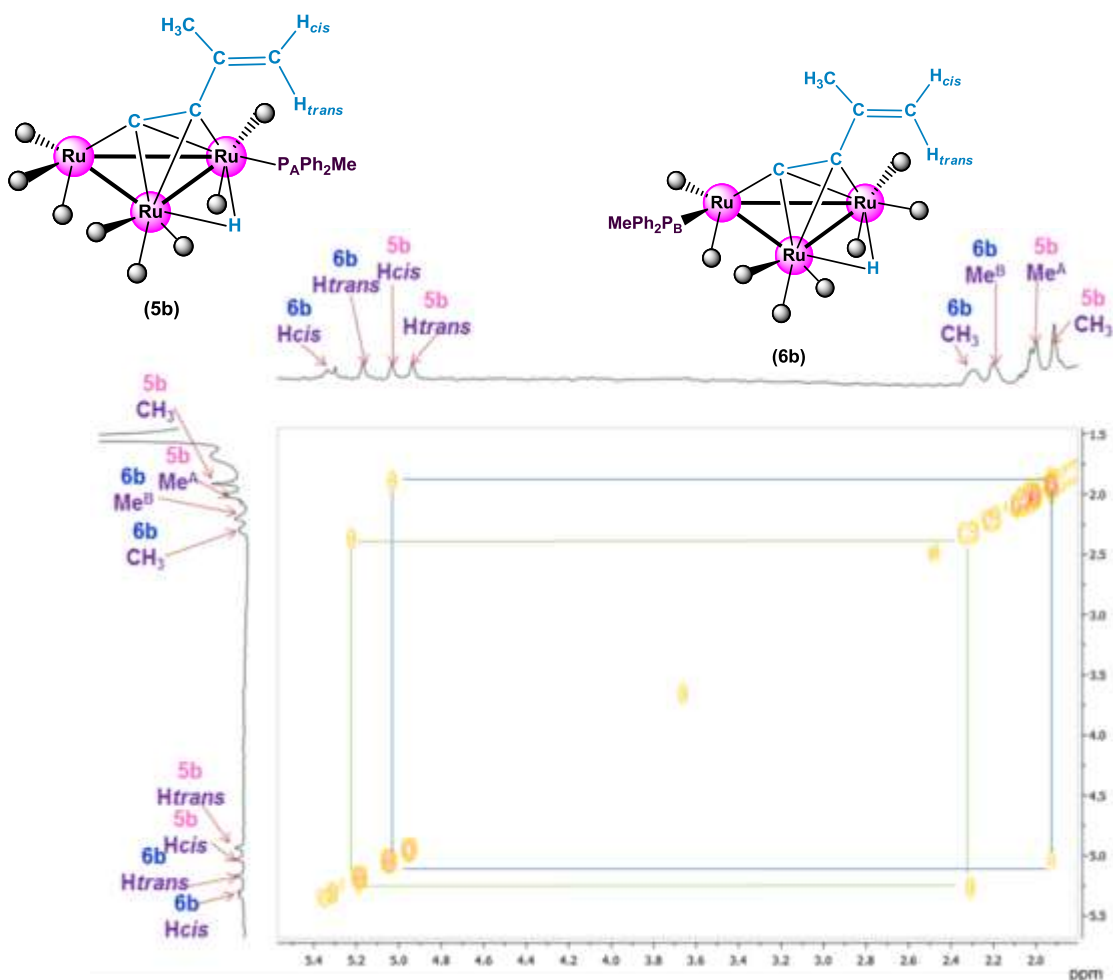 H3C
Hcis
C
C
Htrans
C
C
Ru
Ru
PAPh2Me
Ru
H
(5b)
H3C
Hcis
C
C
Htrans
C
C
Ru
Ru
MePh2PB
Ru
H
(6b)
6b
Hcis
6b
Htrans
5b
Hcis
5b
Htrans
6b
CH3
6b
MeB
5b
MeA
5b
CH3
5b
CH3
5b
MeA
6b
MeB
6b
CH3
5b
Htrans
5b
Hcis
6b
Htrans
6b
Hcis
1.5
2.0
2.5
3.0
3.5
4.0
4.5
5.0
5.5
5.4 5.2 5.0 4.8 4.6 4.4 4.2 4.0 3.8 3.6 3.4 3.2 3.0 2.8 2.6 2.4 2.2 2.0
ppm